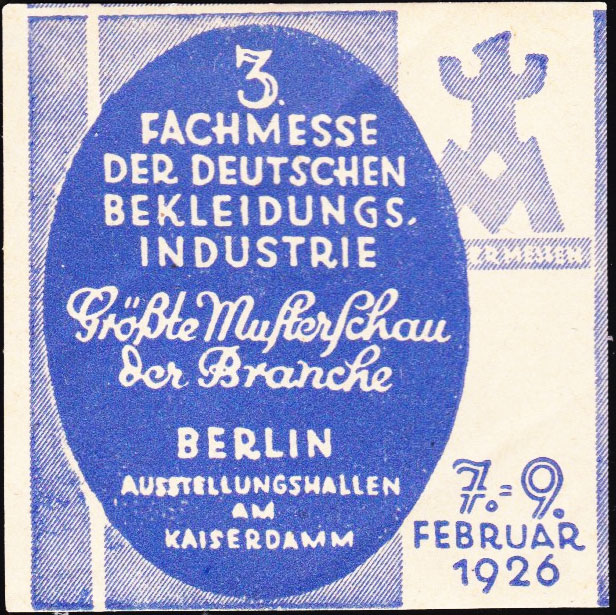 3.
FACHMESSE
DER DEUTSCHEN
BEKLEIDUNGS-
INDUSTRIE
Größte Musterschau
der Branche
BERLIN
AUSSTELLUNGSHALLEN
AM
KAISERDAMM
7.=9.
FEBRUAR
1926